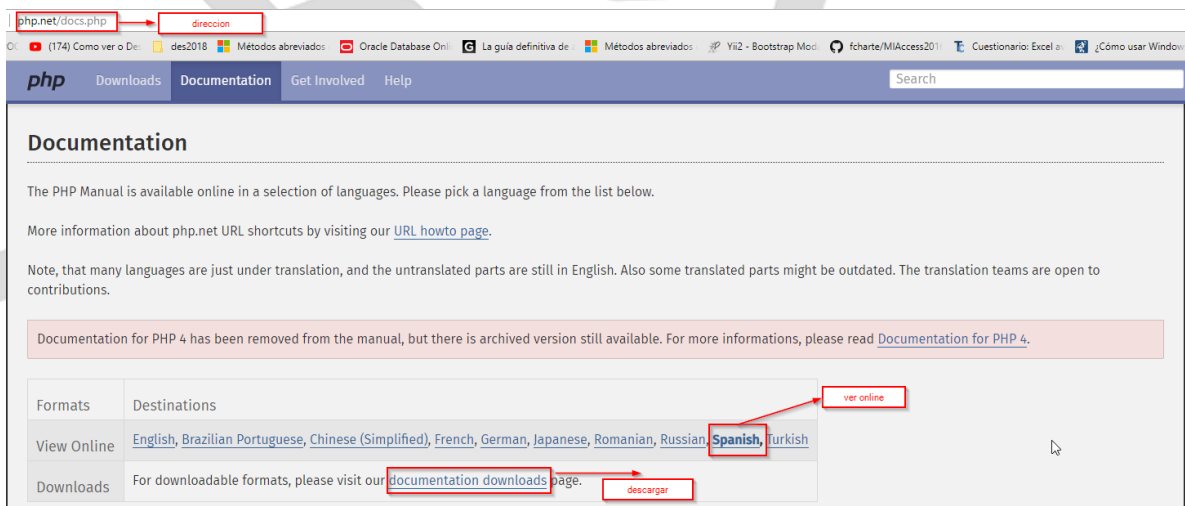 php.net/docs.php direccion
(174) Como ver o De: des2018 Métodos abreviados Oracle Database Onli La guía definitiva de Métodos abreviados Yii2 - Bootstrap Mod fcharte/MIAccess201 Cuestionario: Excel a ¿Cómo usar Window
php Downloads Documentation Get Involved Help Search
Documentation
The PHP Manual is available online in a selection of languages. Please pick a language from the list below.
More information about php.net URL shortcuts by visiting our URL howto page.
Note, that many languages are just under translation, and the untranslated parts are still in English. Also some translated parts might be outdated. The translation teams are open to
contributions.
Documentation for PHP 4 has been removed from the manual, but there is archived version still available. For more informations, please read Documentation for PHP 4.
ver online
Formats Destinations
View Online English, Brazilian Portuguese, Chinese (Simplified), French, German, Japanese, Romanian, Russian, Spanish, Turkish
Downloads For downloadable formats, please visit our documentation downloads page.
descargar